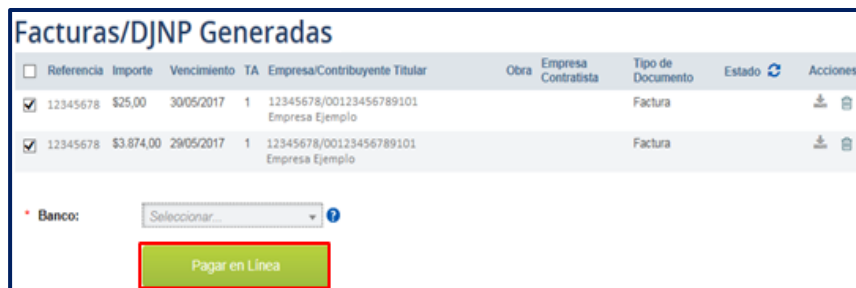 Facturas/DJNP Generadas
Referencia Importe Vencimiento TA Empresa/Contribuyente Titular Obra Empresa Contratista Tipo de Documento Estado Acciones
12345678 $25,00 30/05/2017 1 12345678/00123456789101 Factura
Empresa Ejemplo
12345678 $3.874,00 29/05/2017 1 12345678/00123456789101 Factura
Empresa Ejemplo
* Banco: Seleccionar... ?
Pagar en Línea